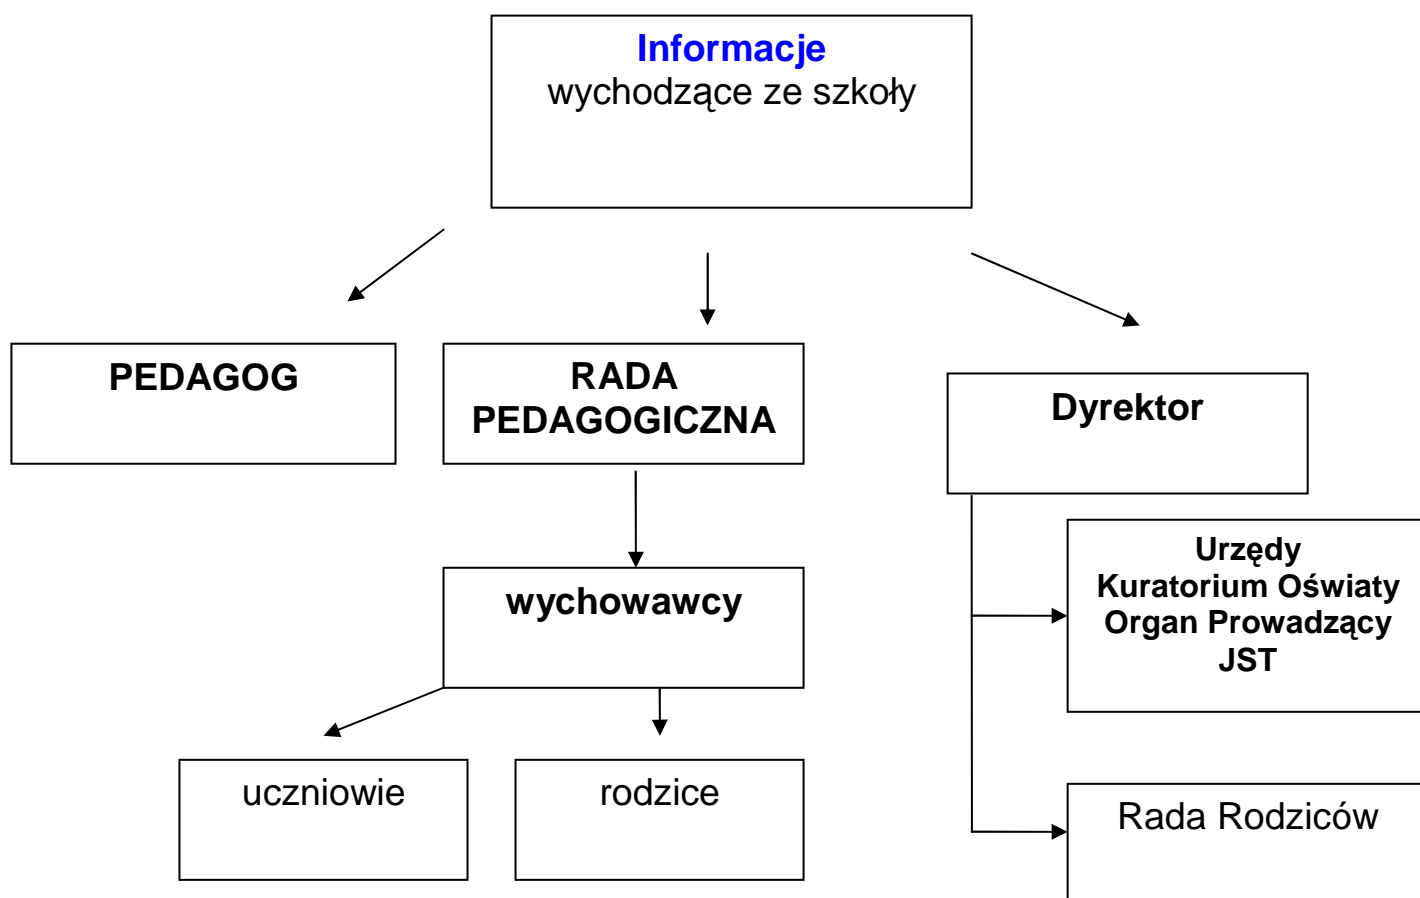 Informacje
wychodzące ze szkoły
PEDAGOG
RADA
PEDAGOGICZNA
Dyrektor
Urzędy
Kuratorium Oświaty
Organ Prowadzący
JST
wychowawcy
uczniowie
rodzice
Rada Rodziców